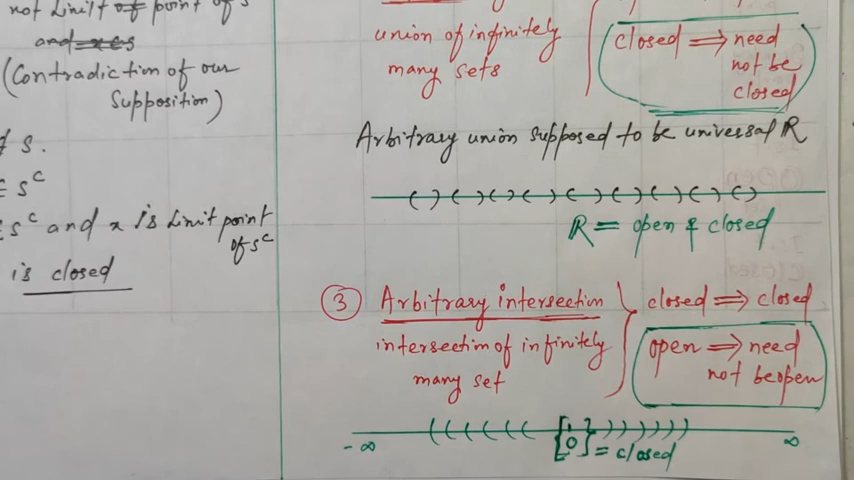 not Limit of point of s
and xes
(Contradiction of our
Supposition)
s.
s^c
s^c and x is Limit point
of s^c
is closed
union of infinitely
many sets
closed ⟹ need
not be
closed
Arbitrary union supposed to be universal R
( ) ( ) ( ) ( ) ( ) ( ) ( ) ( ) ( )
R = open & closed
③ Arbitrary intersection
intersection of infinitely
many set
closed ⟹ closed
open ⟹ need
not be open
-∞ ( ( ( ( ( ( [ 0 ] ) ) ) ) ) ) ) ∞
= closed